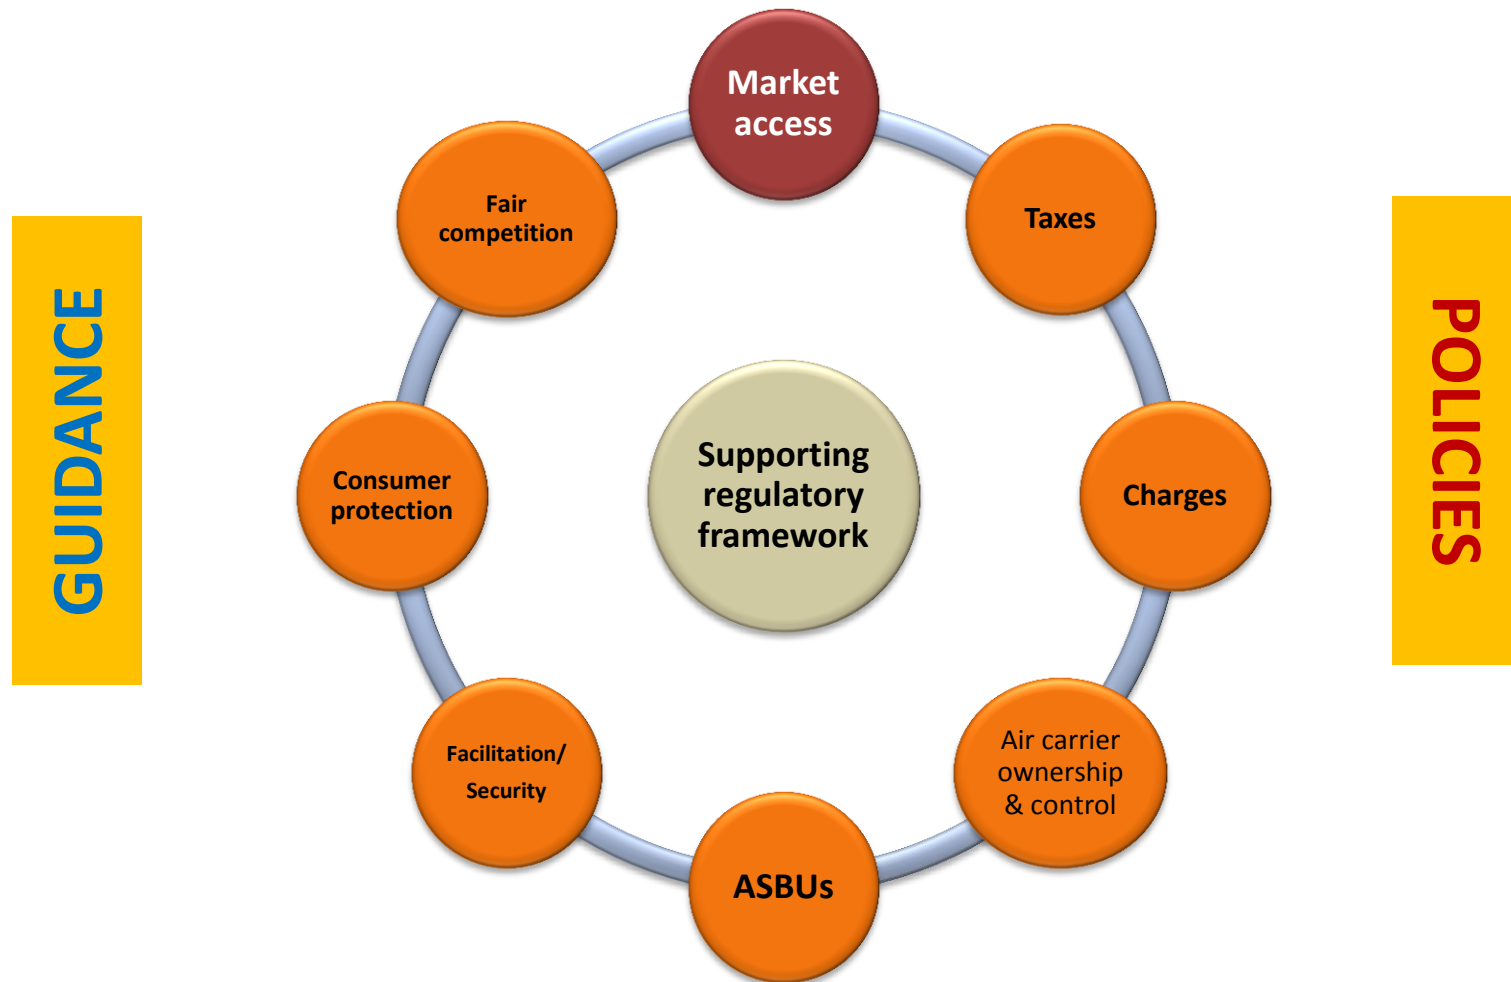 Market
access
Taxes
Charges
Air carrier
ownership
& control
ASBUs
Facilitation/
Security
Consumer
protection
Fair
competition
Supporting
regulatory
framework
GUIDANCE
POLICIES